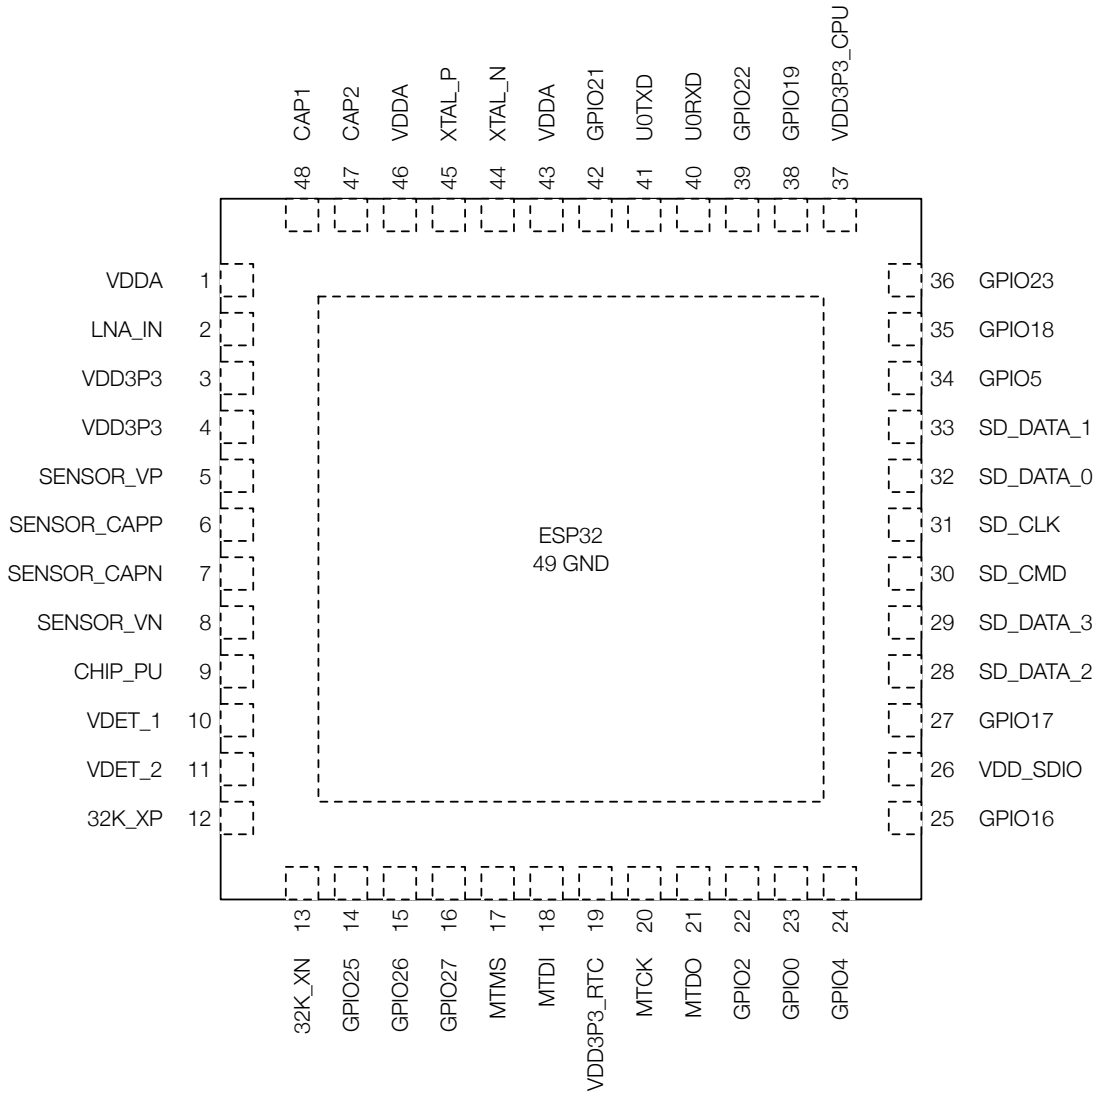 CAP1 48
CAP2 47
VDDA 46
XTAL_P 45
XTAL_N 44
VDDA 43
GPIO21 42
U0TXD 41
U0RXD 40
GPIO22 39
GPIO19 38
VDD3P3_CPU 37
VDDA 1
LNA_IN 2
VDD3P3 3
VDD3P3 4
SENSOR_VP 5
SENSOR_CAPP 6
SENSOR_CAPN 7
SENSOR_VN 8
CHIP_PU 9
VDET_1 10
VDET_2 11
32K_XP 12
ESP32
49 GND
36 GPIO23
35 GPIO18
34 GPIO5
33 SD_DATA_1
32 SD_DATA_0
31 SD_CLK
30 SD_CMD
29 SD_DATA_3
28 SD_DATA_2
27 GPIO17
26 VDD_SDIO
25 GPIO16
32K_XN 13
GPIO25 14
GPIO26 15
GPIO27 16
MTMS 17
MTDI 18
VDD3P3_RTC 19
MTCK 20
MTDO 21
GPIO2 22
GPIO0 23
GPIO4 24